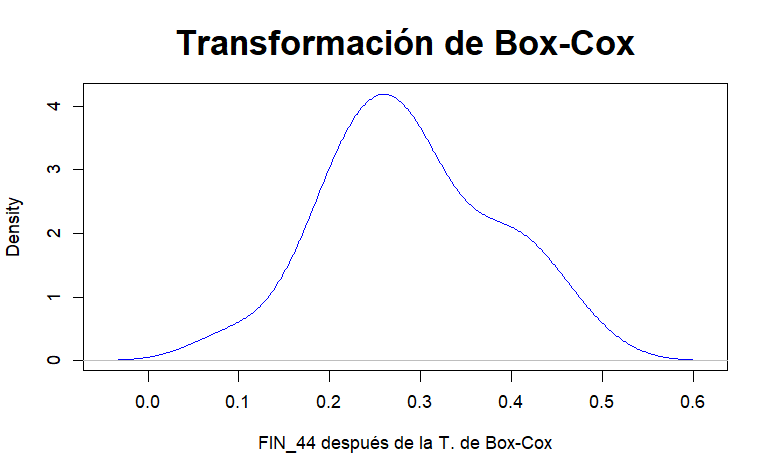 Transformación de Box-Cox
Density
4
3
2
1
0
0.0 0.1 0.2 0.3 0.4 0.5 0.6
FIN_44 después de la T. de Box-Cox